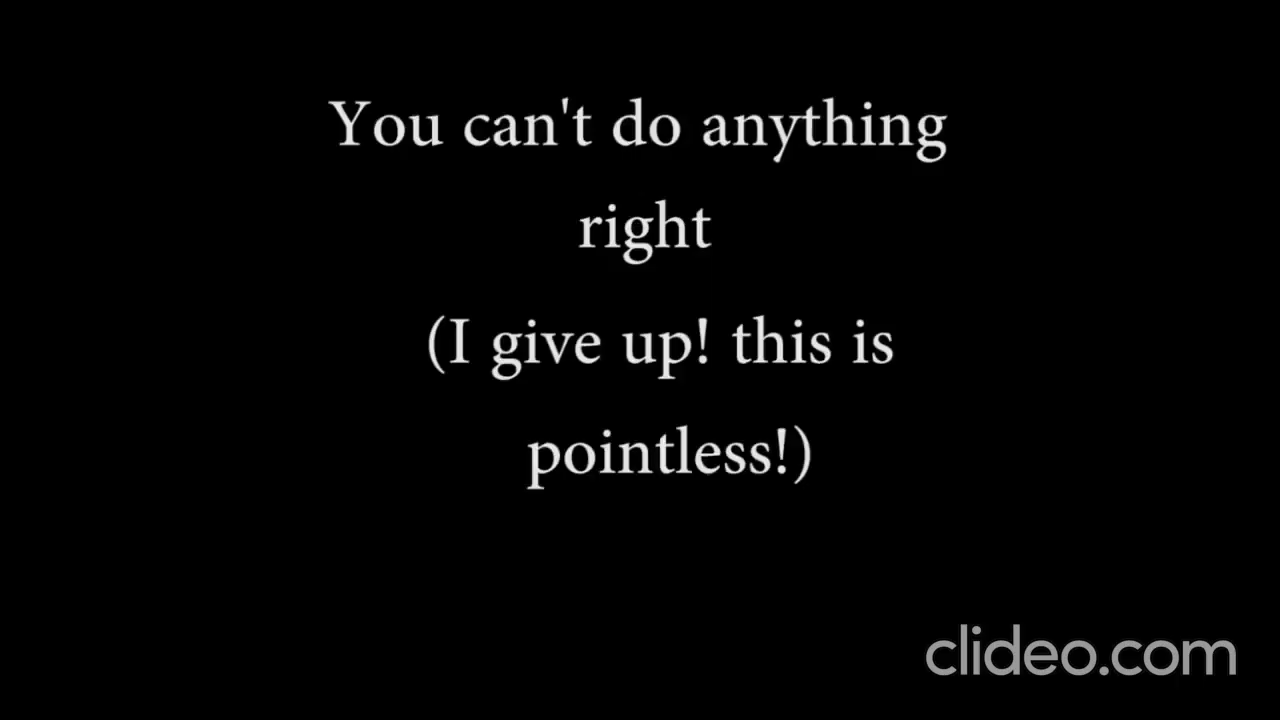 You can't do anything
right
(I give up! this is
pointless!)
clideo.com